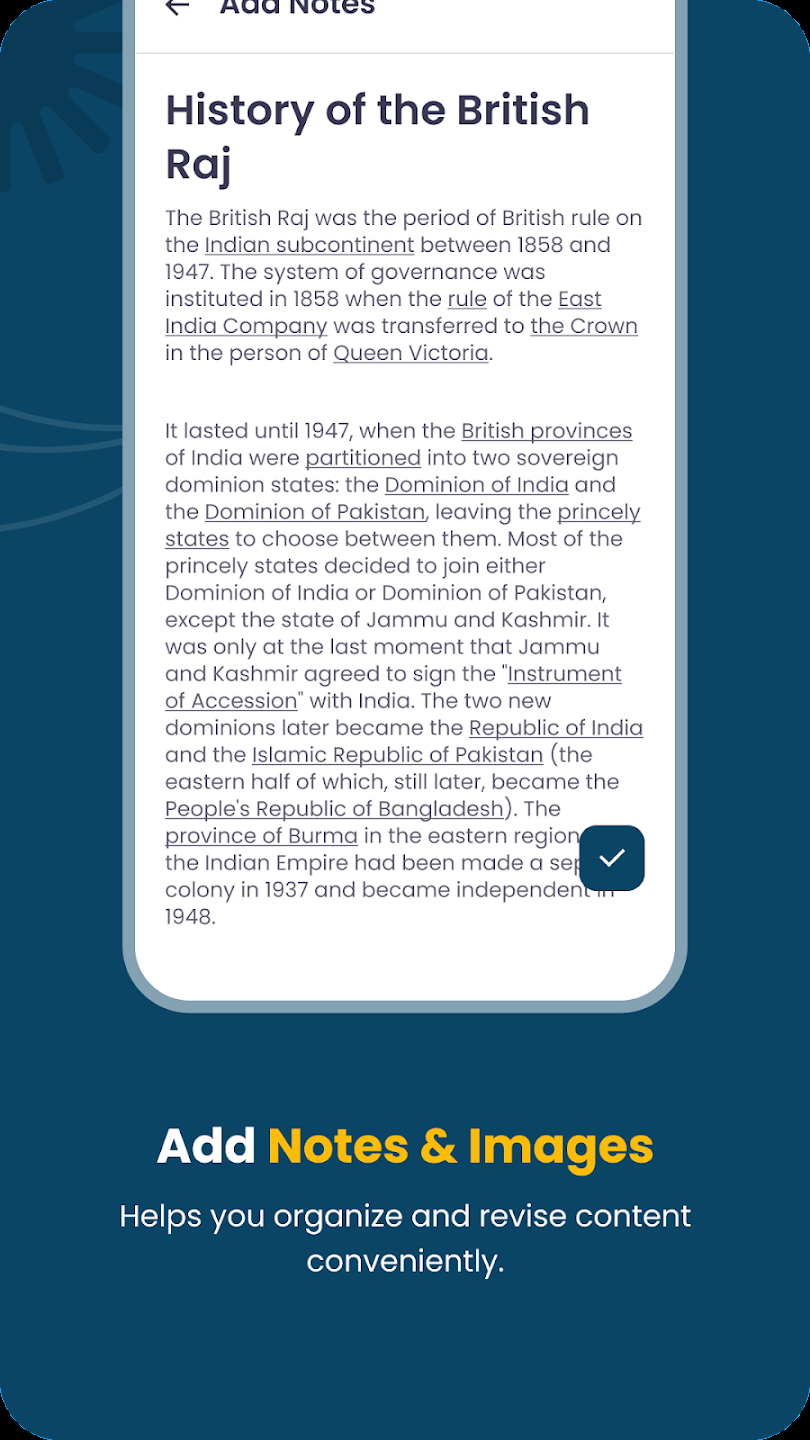 Add Notes
History of the British
Raj
The British Raj was the period of British rule on
the Indian subcontinent between 1858 and
1947. The system of governance was
instituted in 1858 when the rule of the East
India Company was transferred to the Crown
in the person of Queen Victoria.
It lasted until 1947, when the British provinces
of India were partitioned into two sovereign
dominion states: the Dominion of India and
the Dominion of Pakistan, leaving the princely
states to choose between them. Most of the
princely states decided to join either
Dominion of India or Dominion of Pakistan,
except the state of Jammu and Kashmir. It
was only at the last moment that Jammu
and Kashmir agreed to sign the "Instrument
of Accession" with India. The two new
dominions later became the Republic of India
and the Islamic Republic of Pakistan (the
eastern half of which, still later, became the
People's Republic of Bangladesh). The
province of Burma in the eastern region
the Indian Empire had been made a
colony in 1937 and became independent in
1948.
Add Notes & Images
Helps you organize and revise content
conveniently.